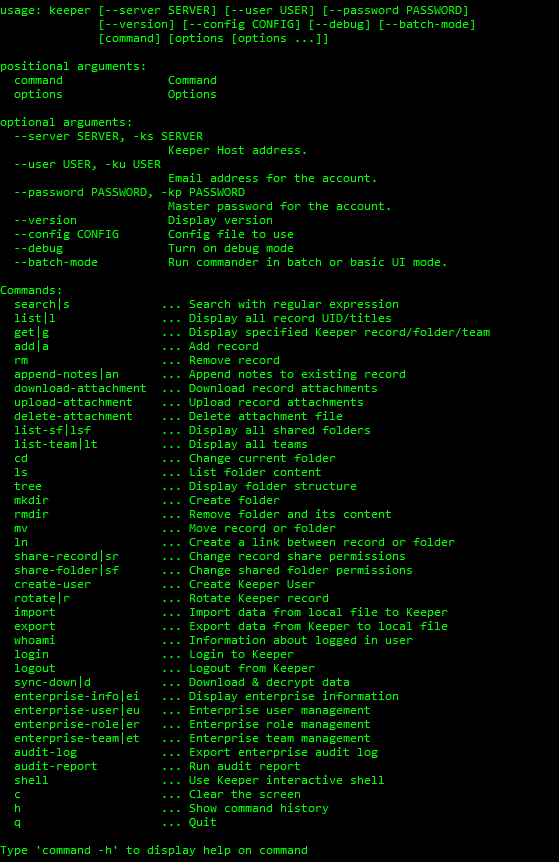 usage: keeper [--server SERVER] [--user USER] [--password PASSWORD]
              [--version] [--config CONFIG] [--debug] [--batch-mode]
              [command] [options [options ...]]

positional arguments:
  command               Command
  options               Options

optional arguments:
  --server SERVER, -ks SERVER
                        Keeper Host address.
  --user USER, -ku USER
                        Email address for the account.
  --password PASSWORD, -kp PASSWORD
                        Master password for the account.
  --version             Display version
  --config CONFIG       Config file to use
  --debug               Turn on debug mode
  --batch-mode          Run commander in batch or basic UI mode.

Commands:
  search|s             ... Search with regular expression
  list|l               ... Display all record UID/titles
  get|g                ... Display specified Keeper record/folder/team
  add|a                ... Add record
  rm                   ... Remove record
  append-notes|an      ... Append notes to existing record
  download-attachment  ... Download record attachments
  upload-attachment    ... Upload record attachments
  delete-attachment    ... Delete attachment file
  list-sf|lsf          ... Display all shared folders
  list-team|lt         ... Display all teams
  cd                   ... Change current folder
  ls                   ... List folder content
  tree                 ... Display folder structure
  mkdir                ... Create folder
  rmdir                ... Remove folder and its content
  mv                   ... Move record or folder
  ln                   ... Create a link between record or folder
  share-record|sr      ... Change record share permissions
  share-folder|sf      ... Change shared folder permissions
  create-user          ... Create Keeper User
  rotate|r             ... Rotate Keeper record
  import               ... Import data from local file to Keeper
  export               ... Export data from Keeper to local file
  whoami               ... Information about logged in user
  login                ... Login to Keeper
  logout               ... Logout from Keeper
  sync-down|d          ... Download & decrypt data
  enterprise-info|ei   ... Display enterprise information
  enterprise-user|eu   ... Enterprise user management
  enterprise-role|er   ... Enterprise role management
  enterprise-team|et   ... Enterprise team management
  audit-log            ... Export enterprise audit log
  audit-report         ... Run audit report
  shell                ... Use Keeper interactive shell
  c                    ... Clear the screen
  h                    ... Show command history
  q                    ... Quit

Type 'command -h' to display help on command